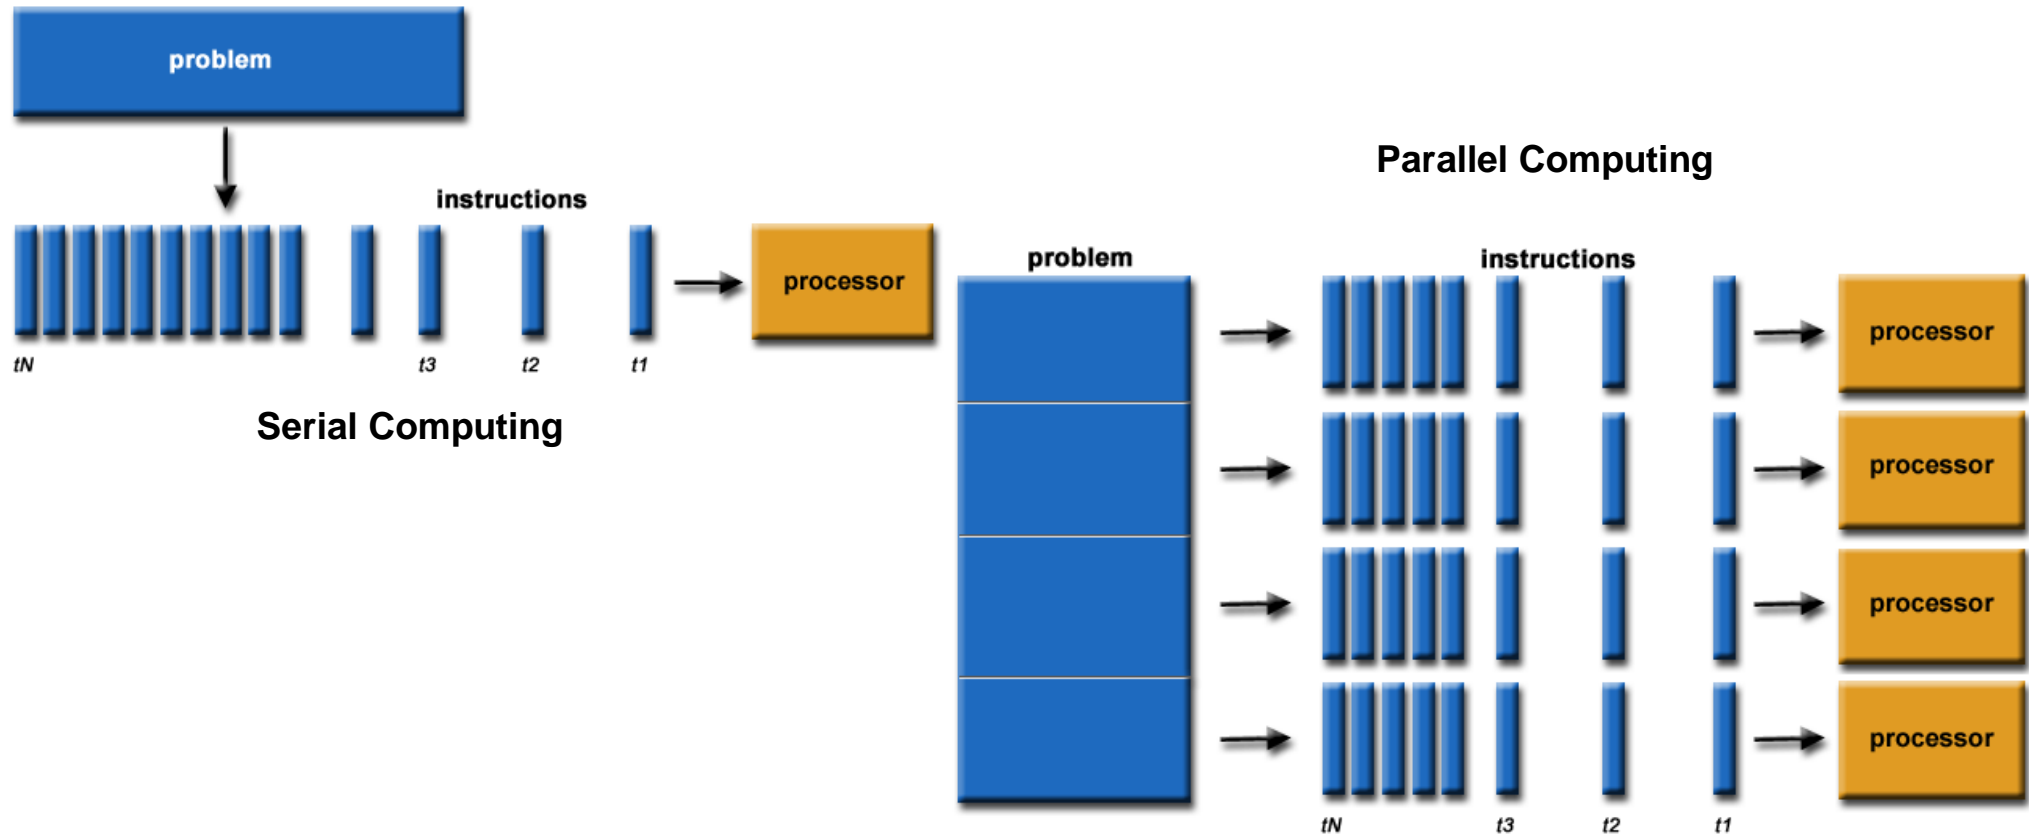 problem
instructions
processor
tN t3 t2 t1
Serial Computing
Parallel Computing
problem
instructions
processor
processor
processor
processor
tN t3 t2 t1